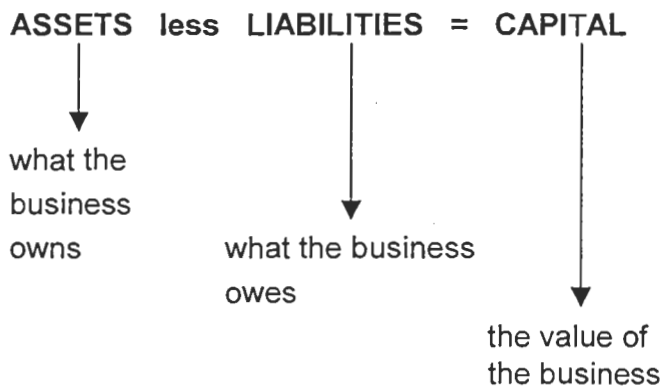 ASSETS less LIABILITIES = CAPITAL
what the
business
owns
what the business
owes
the value of
the business